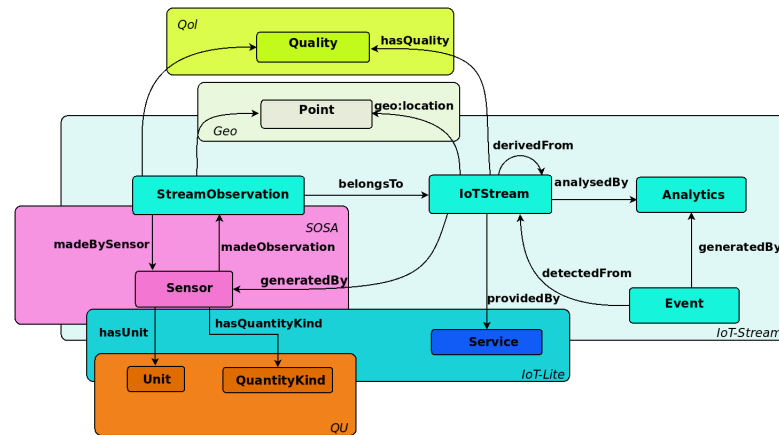 QoI
Quality
hasQuality
Point
geo:location
Geo
derivedFrom
StreamObservation
belongsTo
IoTStream
analysedBy
Analytics
SOSA
madeBySensor
madeObservation
generatedBy
detectedFrom
generatedBy
Sensor
providedBy
Event
hasUnit
hasQuantityKind
Service
IoT-Stream
Unit
QuantityKind
IoT-Lite
QU